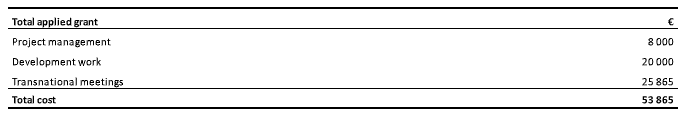 Total applied grant €
Project management 8 000
Development work 20 000
Transnational meetings 25 865
Total cost 53 865